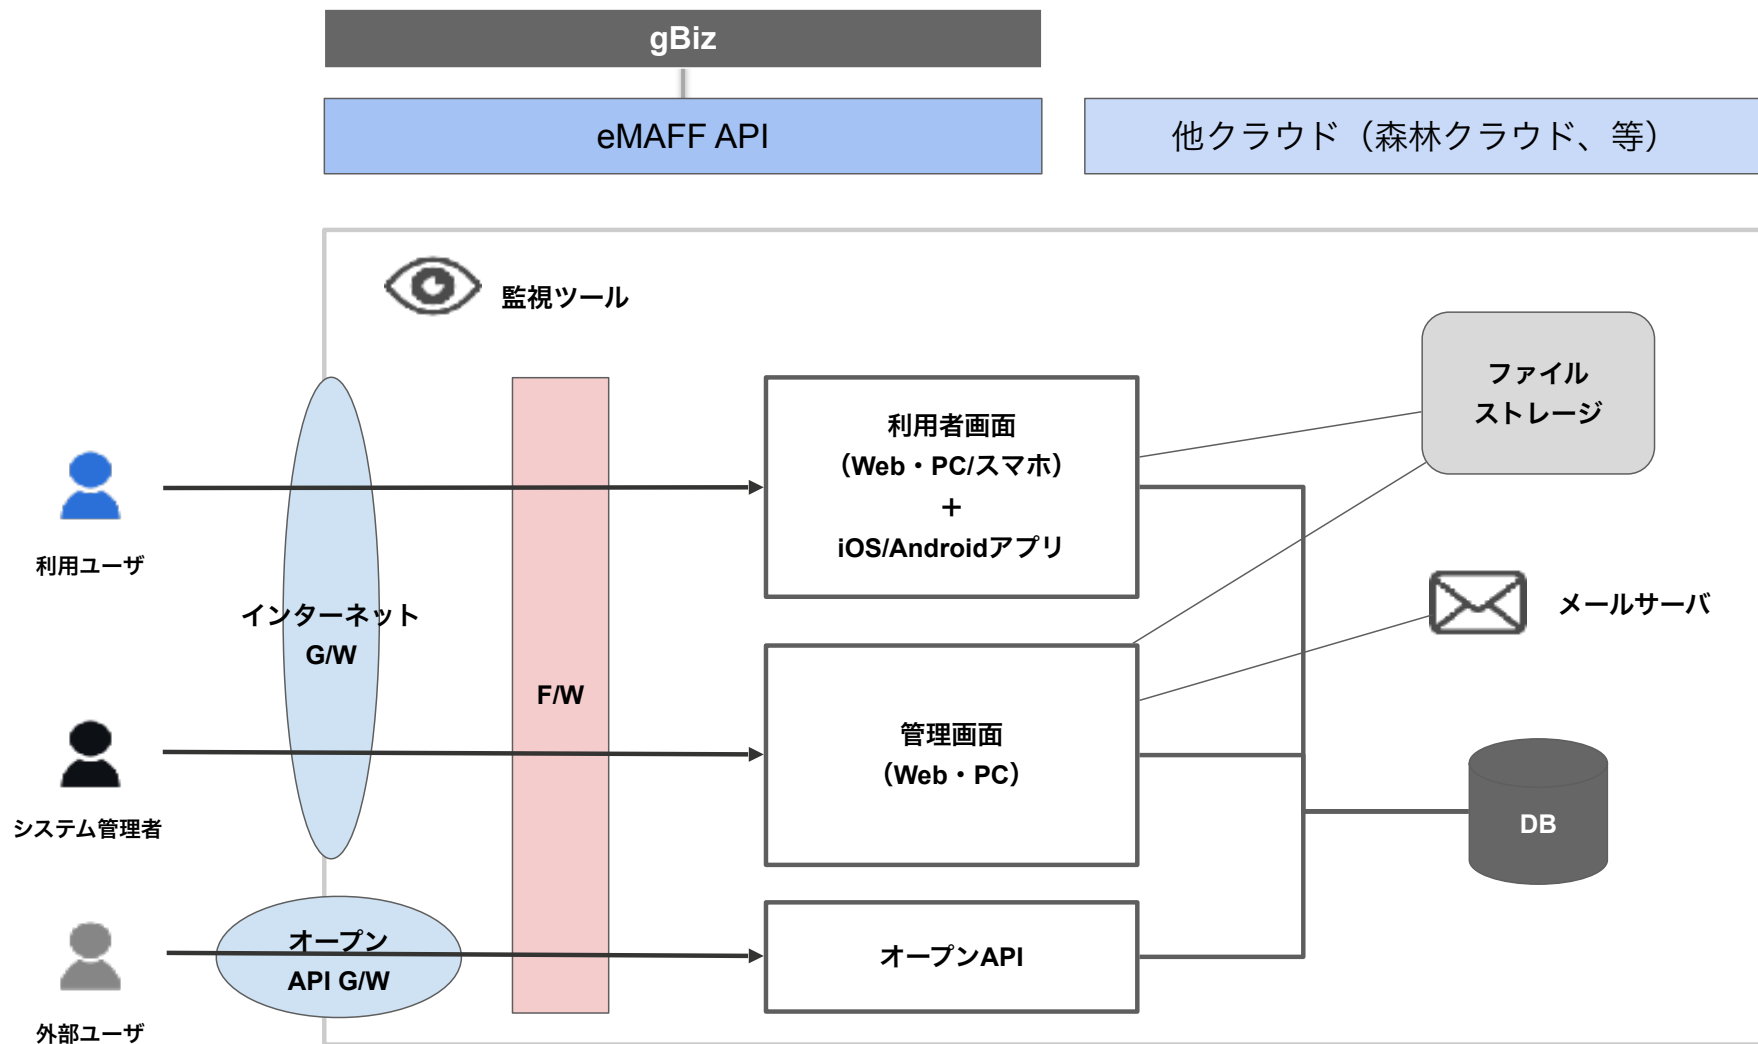 gBiz
eMAFF API
他クラウド（森林クラウド、等）
監視ツール
ファイル
ストレージ
利用者画面
（Web・PC/スマホ）
＋
iOS/Androidアプリ
利用ユーザ
インターネット
G/W
F/W
メールサーバ
管理画面
（Web・PC）
システム管理者
DB
オープン
API G/W
オープンAPI
外部ユーザ